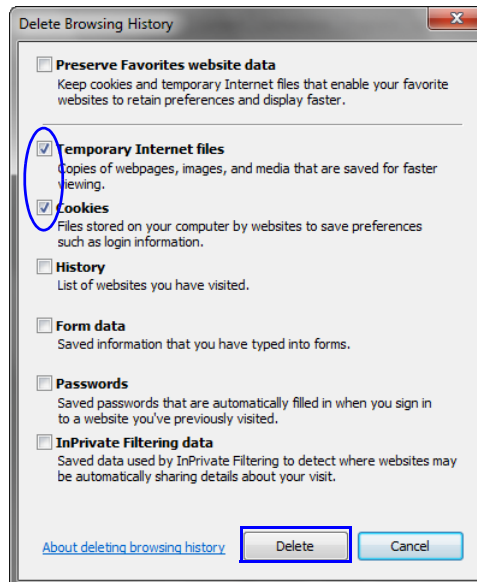 Delete Browsing History
Preserve Favorites website data
Keep cookies and temporary Internet files that enable your favorite
websites to retain preferences and display faster.
Temporary Internet files
Copies of webpages, images, and media that are saved for faster
viewing.
Cookies
Files stored on your computer by websites to save preferences
such as login information.
History
List of websites you have visited.
Form data
Saved information that you have typed into forms.
Passwords
Saved passwords that are automatically filled in when you sign in
to a website you've previously visited.
InPrivate Filtering data
Saved data used by InPrivate Filtering to detect where websites may
be automatically sharing details about your visit.
About deleting browsing history Delete Cancel